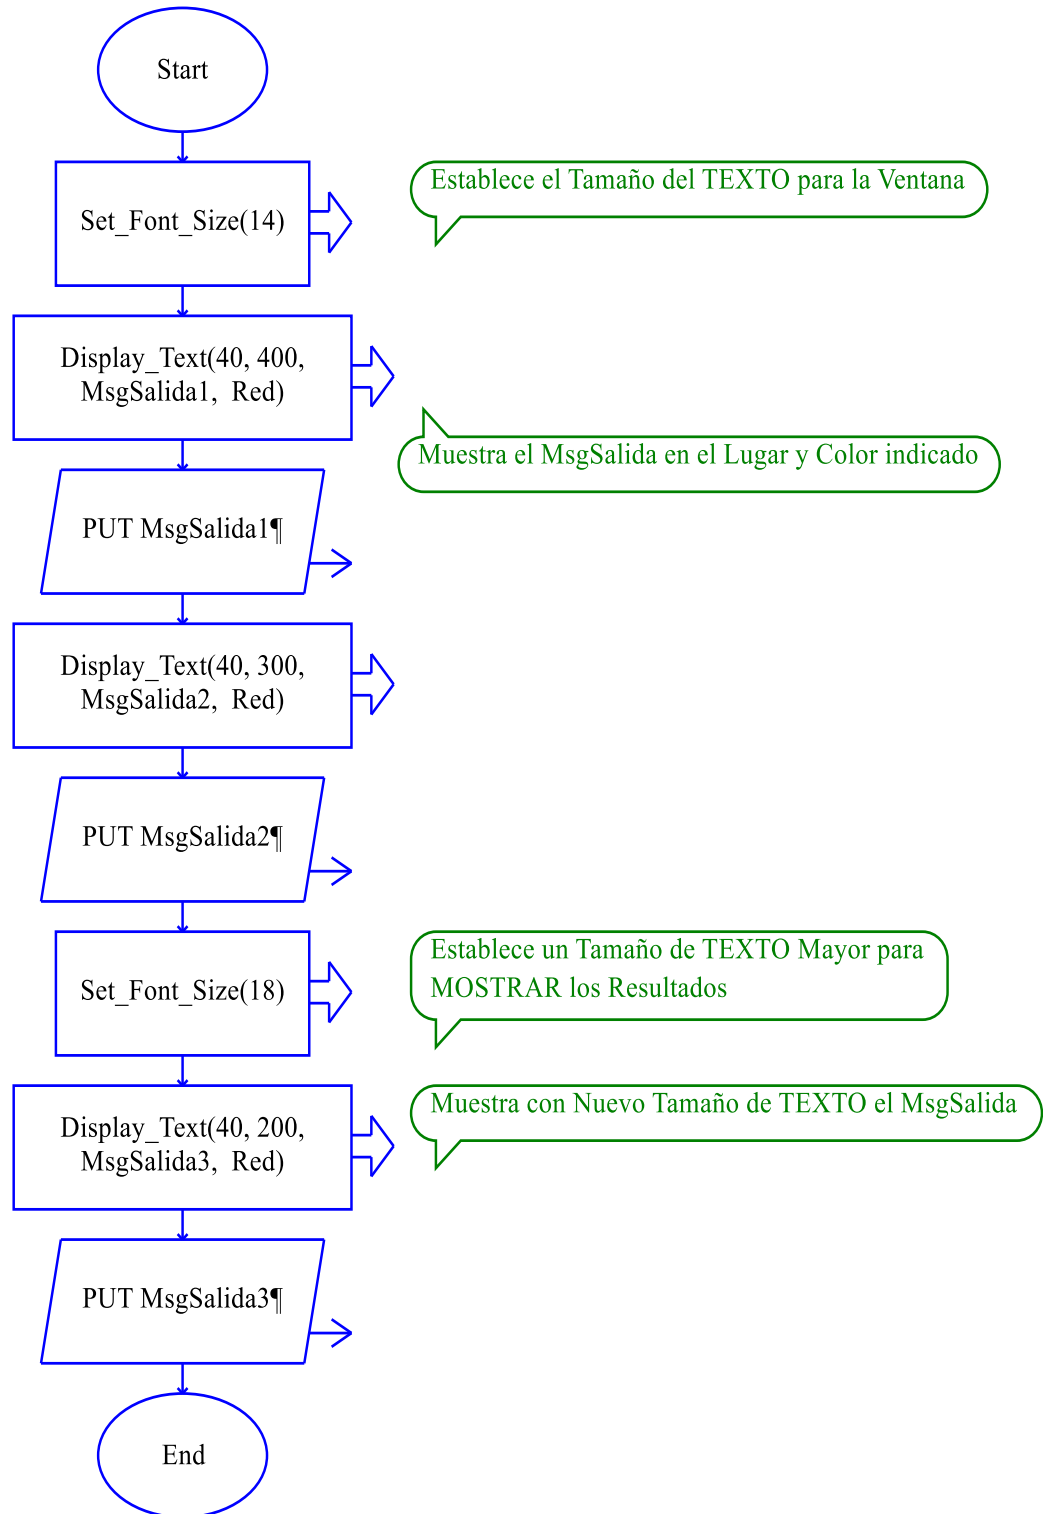 Start
Set_Font_Size(14)
Establece el Tamaño del TEXTO para la Ventana
Display_Text(40, 400,
MsgSalida1, Red)
Muestra el MsgSalida en el Lugar y Color indicado
PUT MsgSalida1¶
Display_Text(40, 300,
MsgSalida2, Red)
PUT MsgSalida2¶
Set_Font_Size(18)
Establece un Tamaño de TEXTO Mayor para
MOSTRAR los Resultados
Display_Text(40, 200,
MsgSalida3, Red)
Muestra con Nuevo Tamaño de TEXTO el MsgSalida
PUT MsgSalida3¶
End